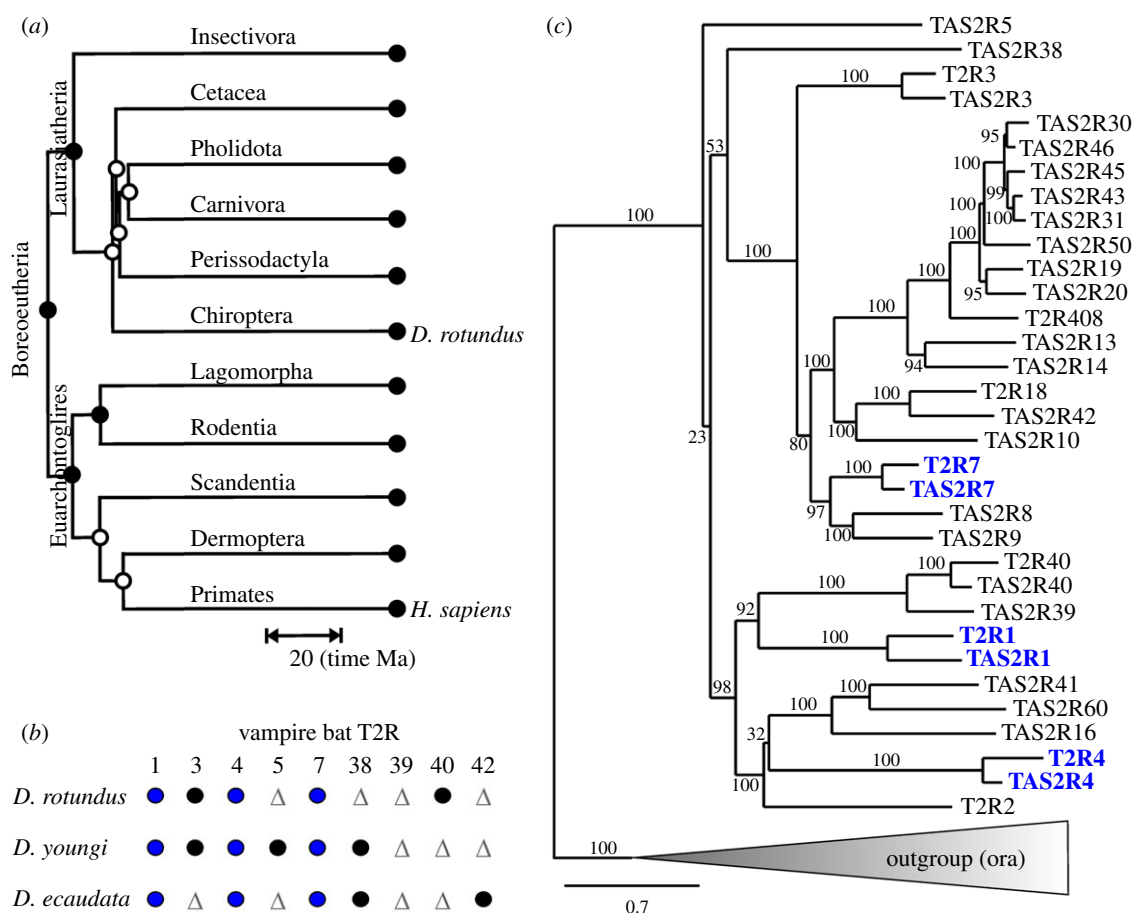 (a)
Insectivora
Cetacea
Pholidota
Carnivora
Perissodactyla
Chiroptera
D. rotundus
Lagomorpha
Rodentia
Scandentia
Dermoptera
Primates
H. sapiens
Laurasiatheria
Boreoeutheria
Euarchontoglires
20 (time Ma)
(b)
vampire bat T2R
1 3 4 5 7 38 39 40 42
D. rotundus Δ Δ Δ Δ
D. youngi Δ Δ Δ
D. ecaudata Δ Δ Δ Δ
(c)
TAS2R5
TAS2R38
100
T2R3
TAS2R3
TAS2R30
95
TAS2R46
53
100
TAS2R45
99
TAS2R43
100
100
TAS2R31
100
100
TAS2R50
100
100
TAS2R19
95
TAS2R20
T2R408
100
TAS2R13
94
TAS2R14
100
T2R18
TAS2R42
100
TAS2R10
23
80
100
T2R7
TAS2R7
97
TAS2R8
100
TAS2R9
T2R40
100
100
TAS2R40
92
TAS2R39
T2R1
100
TAS2R1
98
TAS2R41
100
TAS2R60
100
TAS2R16
32
T2R4
100
TAS2R4
100
T2R2
100
outgroup (ora)
0.7